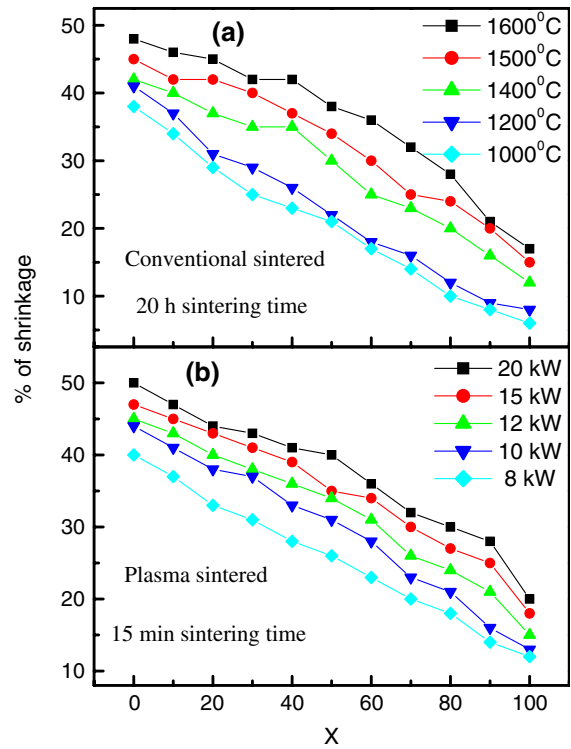 50
(a)
1600⁰C
1500⁰C
40
1400⁰C
1200⁰C
1000⁰C
30
20
Conventional sintered
10
20 h sintering time
% of shrinkage
50
(b)
20 kW
15 kW
12 kW
40
10 kW
8 kW
30
Plasma sintered
20
15 min sintering time
10
0 20 40 60 80 100
X